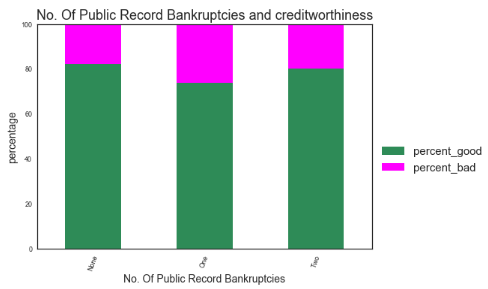 No. Of Public Record Bankruptcies and creditworthiness
100
80
60
40
20
0
percentage
None
One
Two
No. Of Public Record Bankruptcies
percent_good
percent_bad